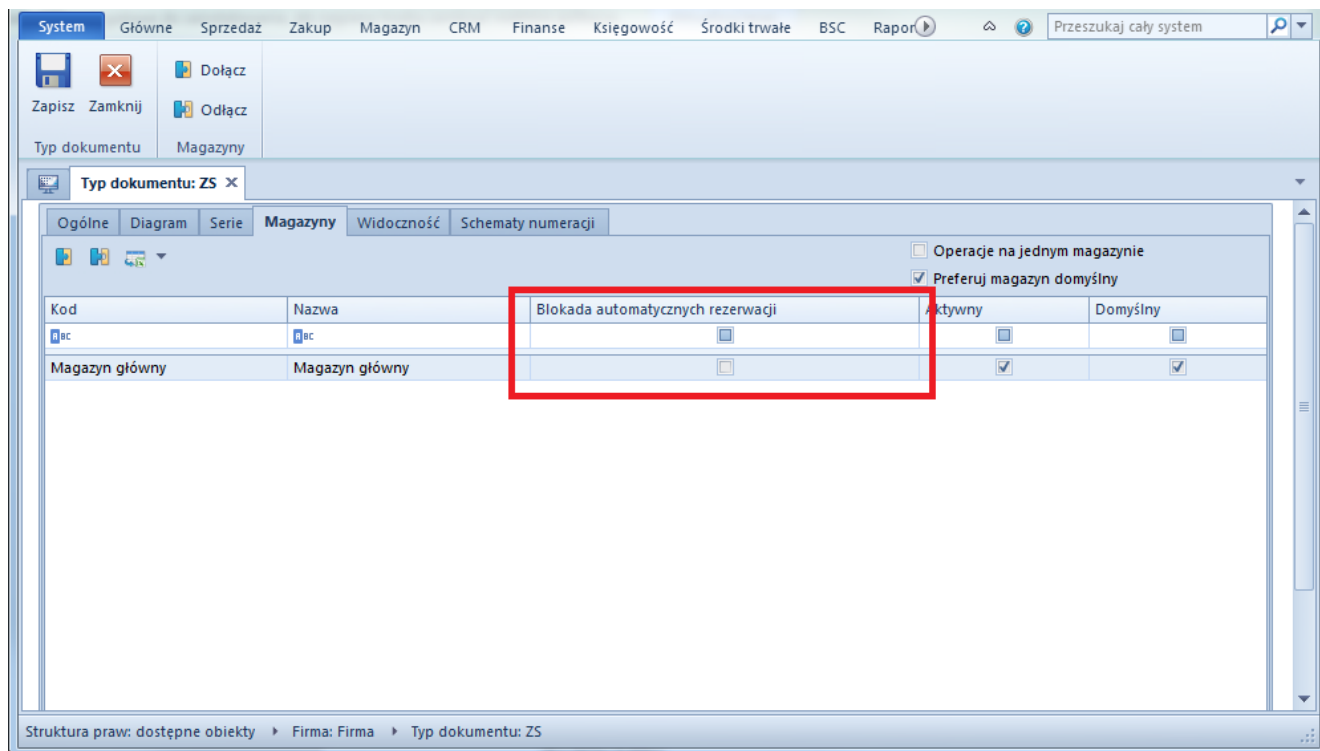 System Główne Sprzedaż Zakup Magazyn CRM Finanse Księgowość Środki trwałe BSC Rapor Przeszukaj cały system
Dołącz
Zapisz Zamknij
Odłącz
Typ dokumentu Magazyny
Typ dokumentu: ZS
Ogólne Diagram Serie Magazyny Widoczność Schematy numeracji
Operacje na jednym magazynie
Preferuj magazyn domyślny
Kod Nazwa Blokada automatycznych rezerwacji Aktywny Domyślny
ABC ABC
Magazyn główny Magazyn główny
Struktura praw: dostępne obiekty Firma: Firma Typ dokumentu: ZS